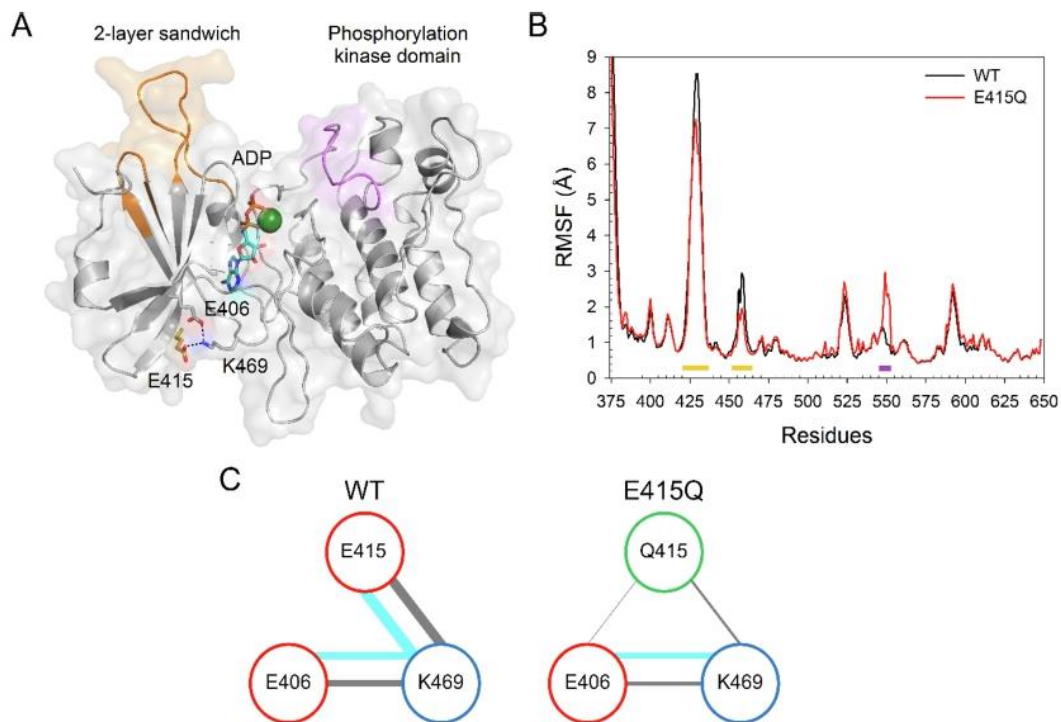 A
2-layer sandwich
Phosphorylation
kinase domain
ADP
E406
K469
E415
B
9
8
7
6
5
4
3
2
1
0
RMSF (Å)
WT
E415Q
375 400 425 450 475 500 525 550 575 600 625 650
Residues
C
WT
E415
E406
K469
E415Q
Q415
E406
K469